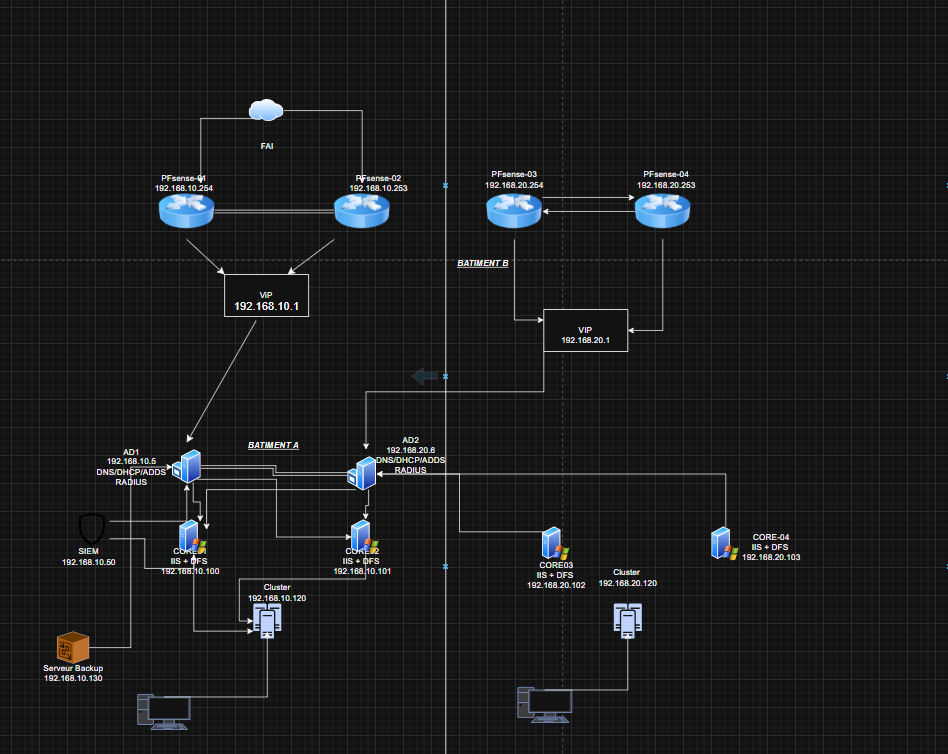 FAI
PFsense-01
192.168.10.254
PFsense-02
192.168.10.253
PFsense-03
192.168.20.254
PFsense-04
192.168.20.253
BATIMENT B
ViP
192.168.10.1
VIP
192.168.20.1
BATIMENT A
AD1
192.168.10.5
DNS/DHCP/ADDS
RADIUS
AD2
192.168.20.6
DNS/DHCP/ADDS
RADIUS
SIEM
192.168.10.50
CORE01
IIS + DFS
192.168.10.100
CORE02
IIS + DFS
192.168.10.101
CORE03
IIS + DFS
192.168.20.102
CORE-04
IIS + DFS
192.168.20.103
Cluster
192.168.10.120
Cluster
192.168.20.120
Serveur Backup
192.168.10.130